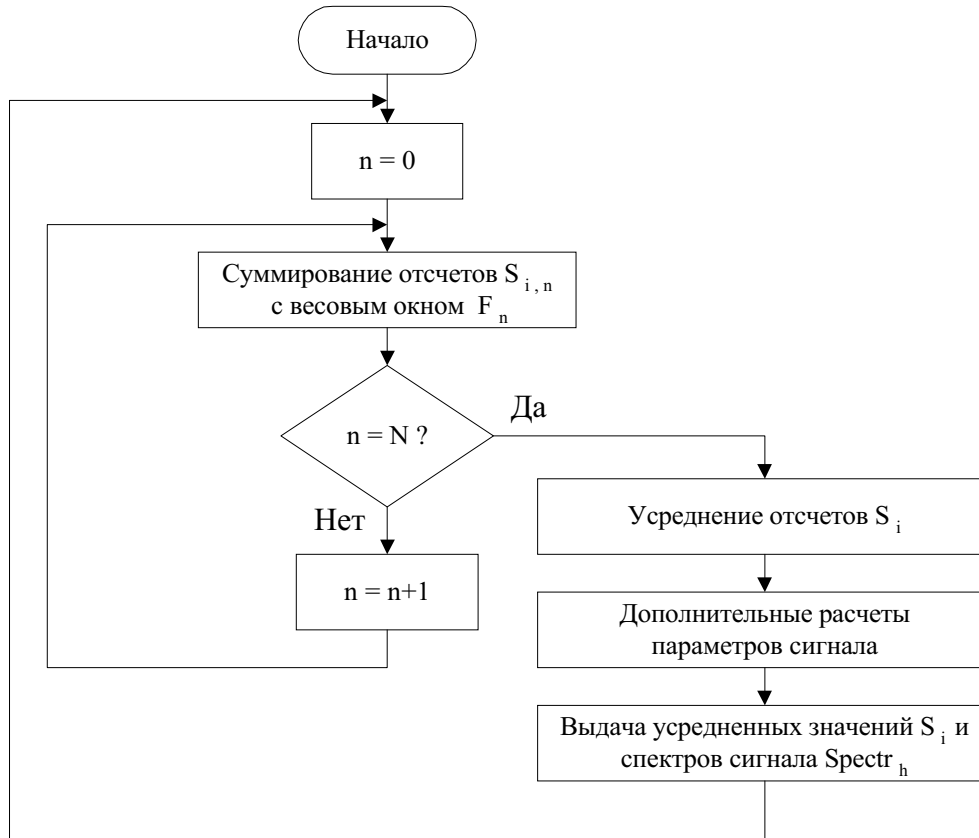 Начало
n = 0
Суммирование отсчетов S i , n
с весовым окном F n
n = N ?
Да
Нет
n = n+1
Усреднение отсчетов S i
Дополнительные расчеты
параметров сигнала
Выдача усредненных значений S i и
спектров сигнала Spectr h